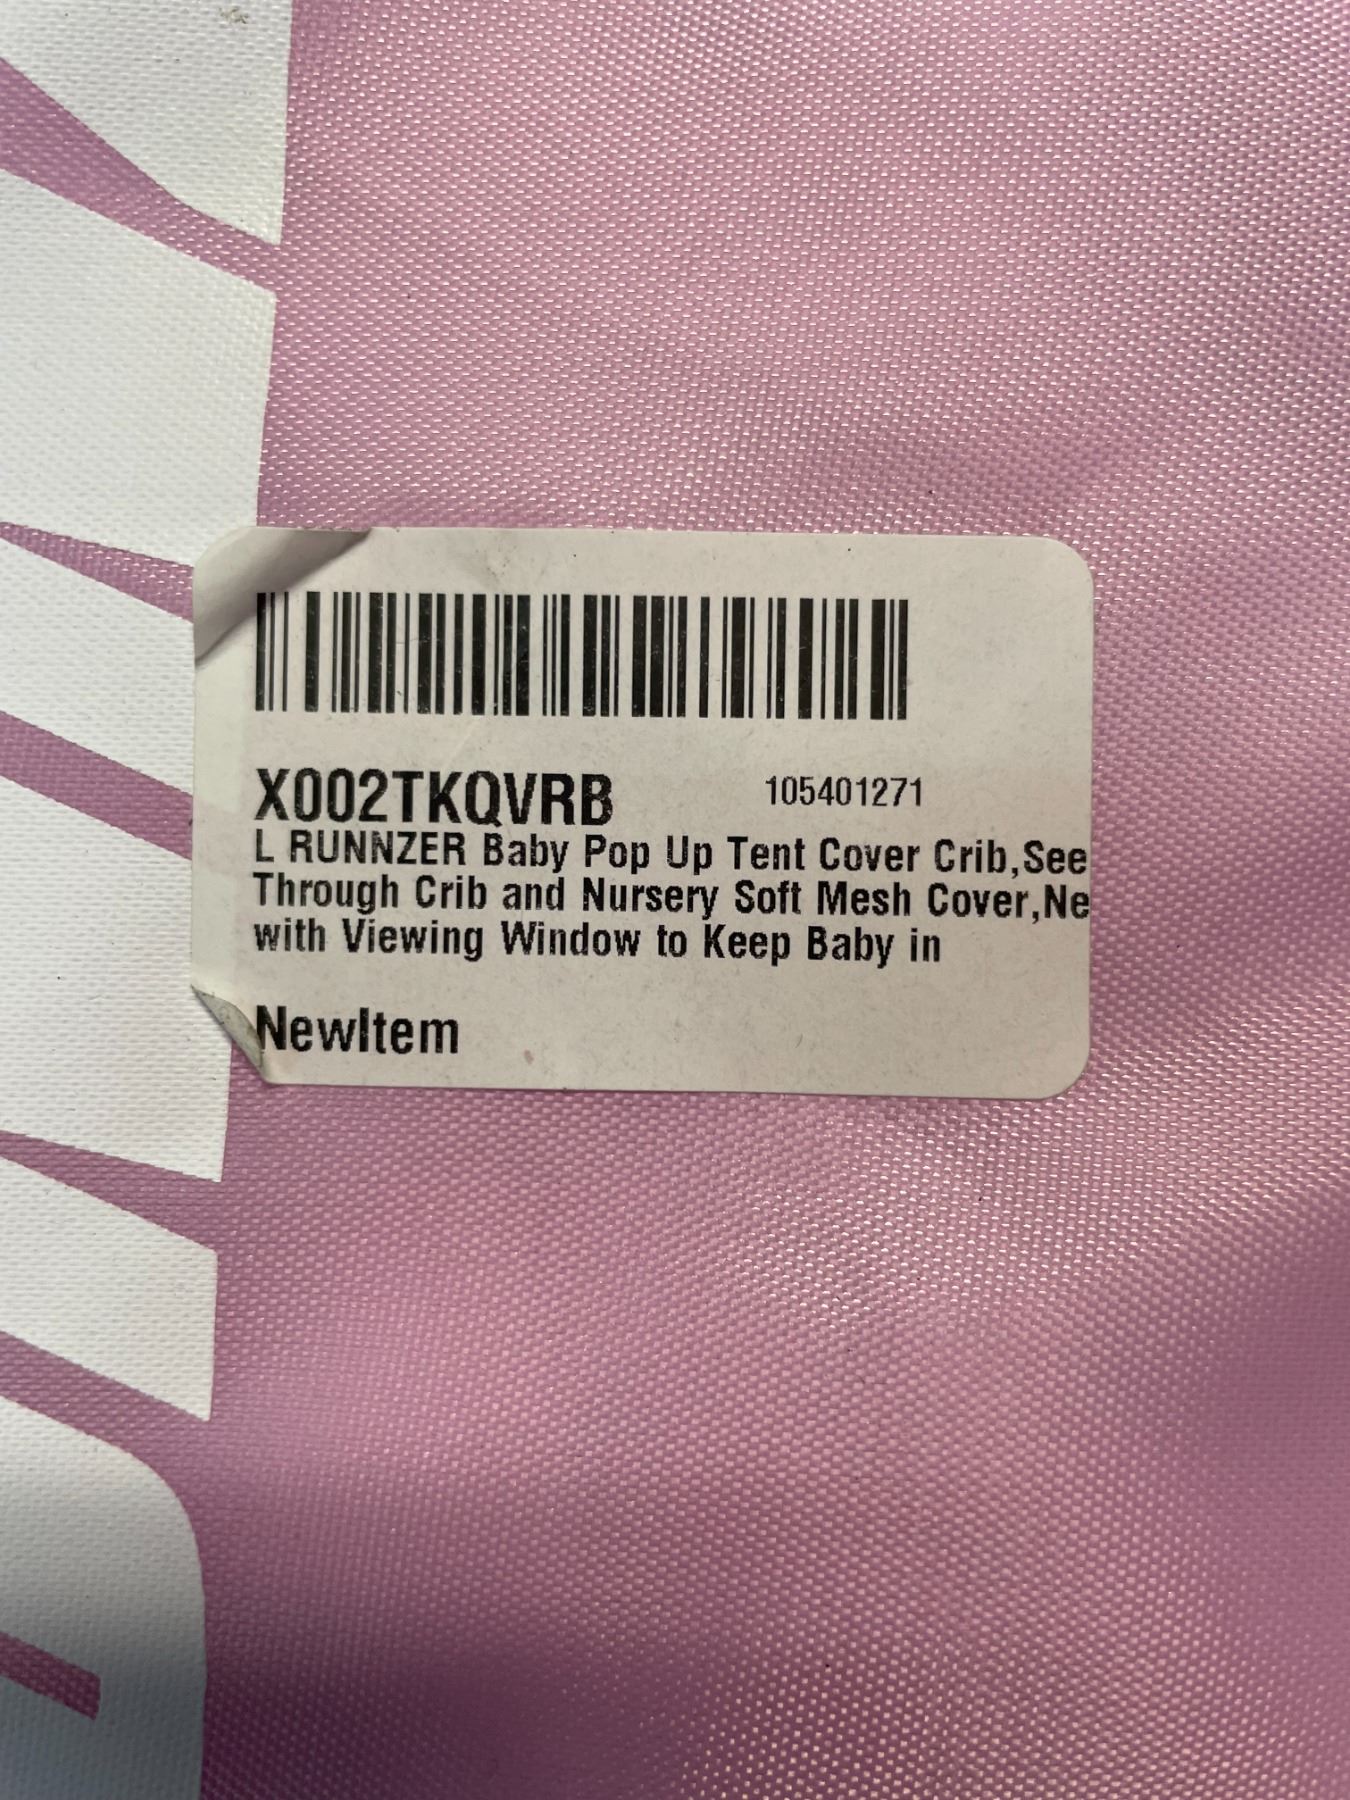 X002TKQVRB 105401271
L RUNNZER Baby Pop Up Tent Cover Crib,See
Through Crib and Nursery Soft Mesh Cover,Ne
with Viewing Window to Keep Baby in
NewItem